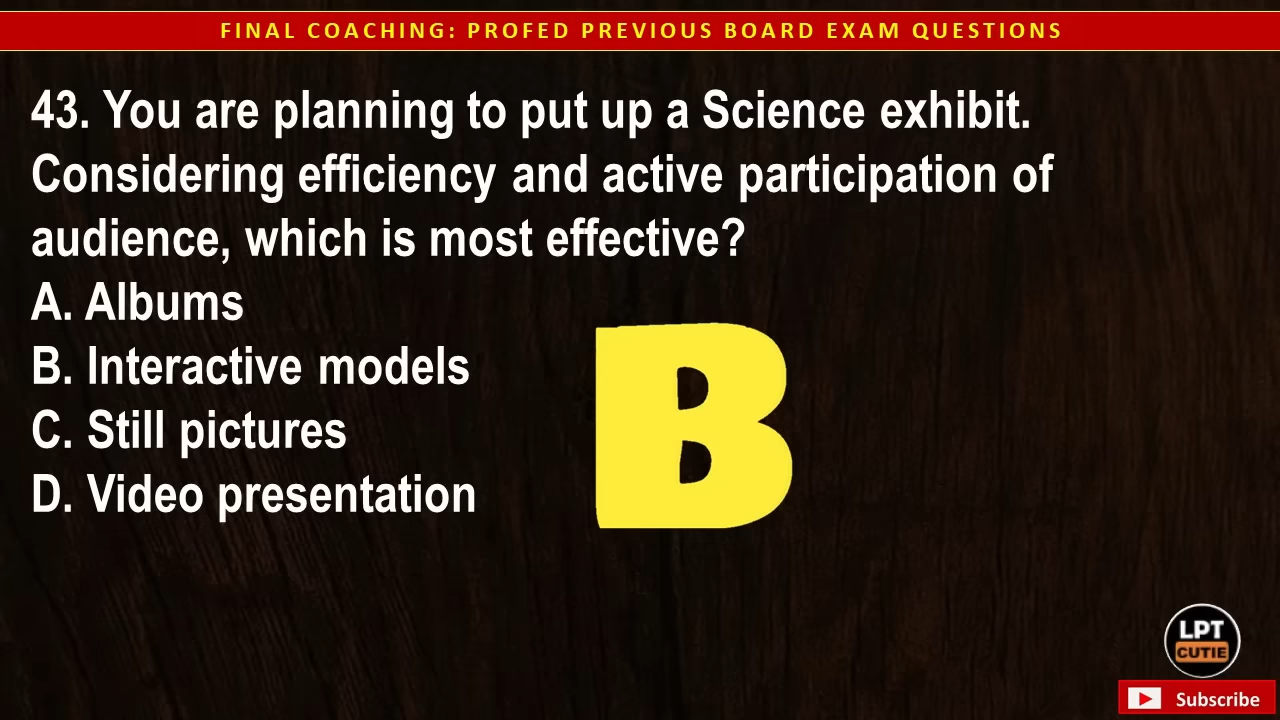 FINAL COACHING: PROFED PREVIOUS BOARD EXAM QUESTIONS
43. You are planning to put up a Science exhibit.
Considering efficiency and active participation of
audience, which is most effective?
A. Albums
B. Interactive models
C. Still pictures
D. Video presentation
B
LPT
CUTIE
Subscribe